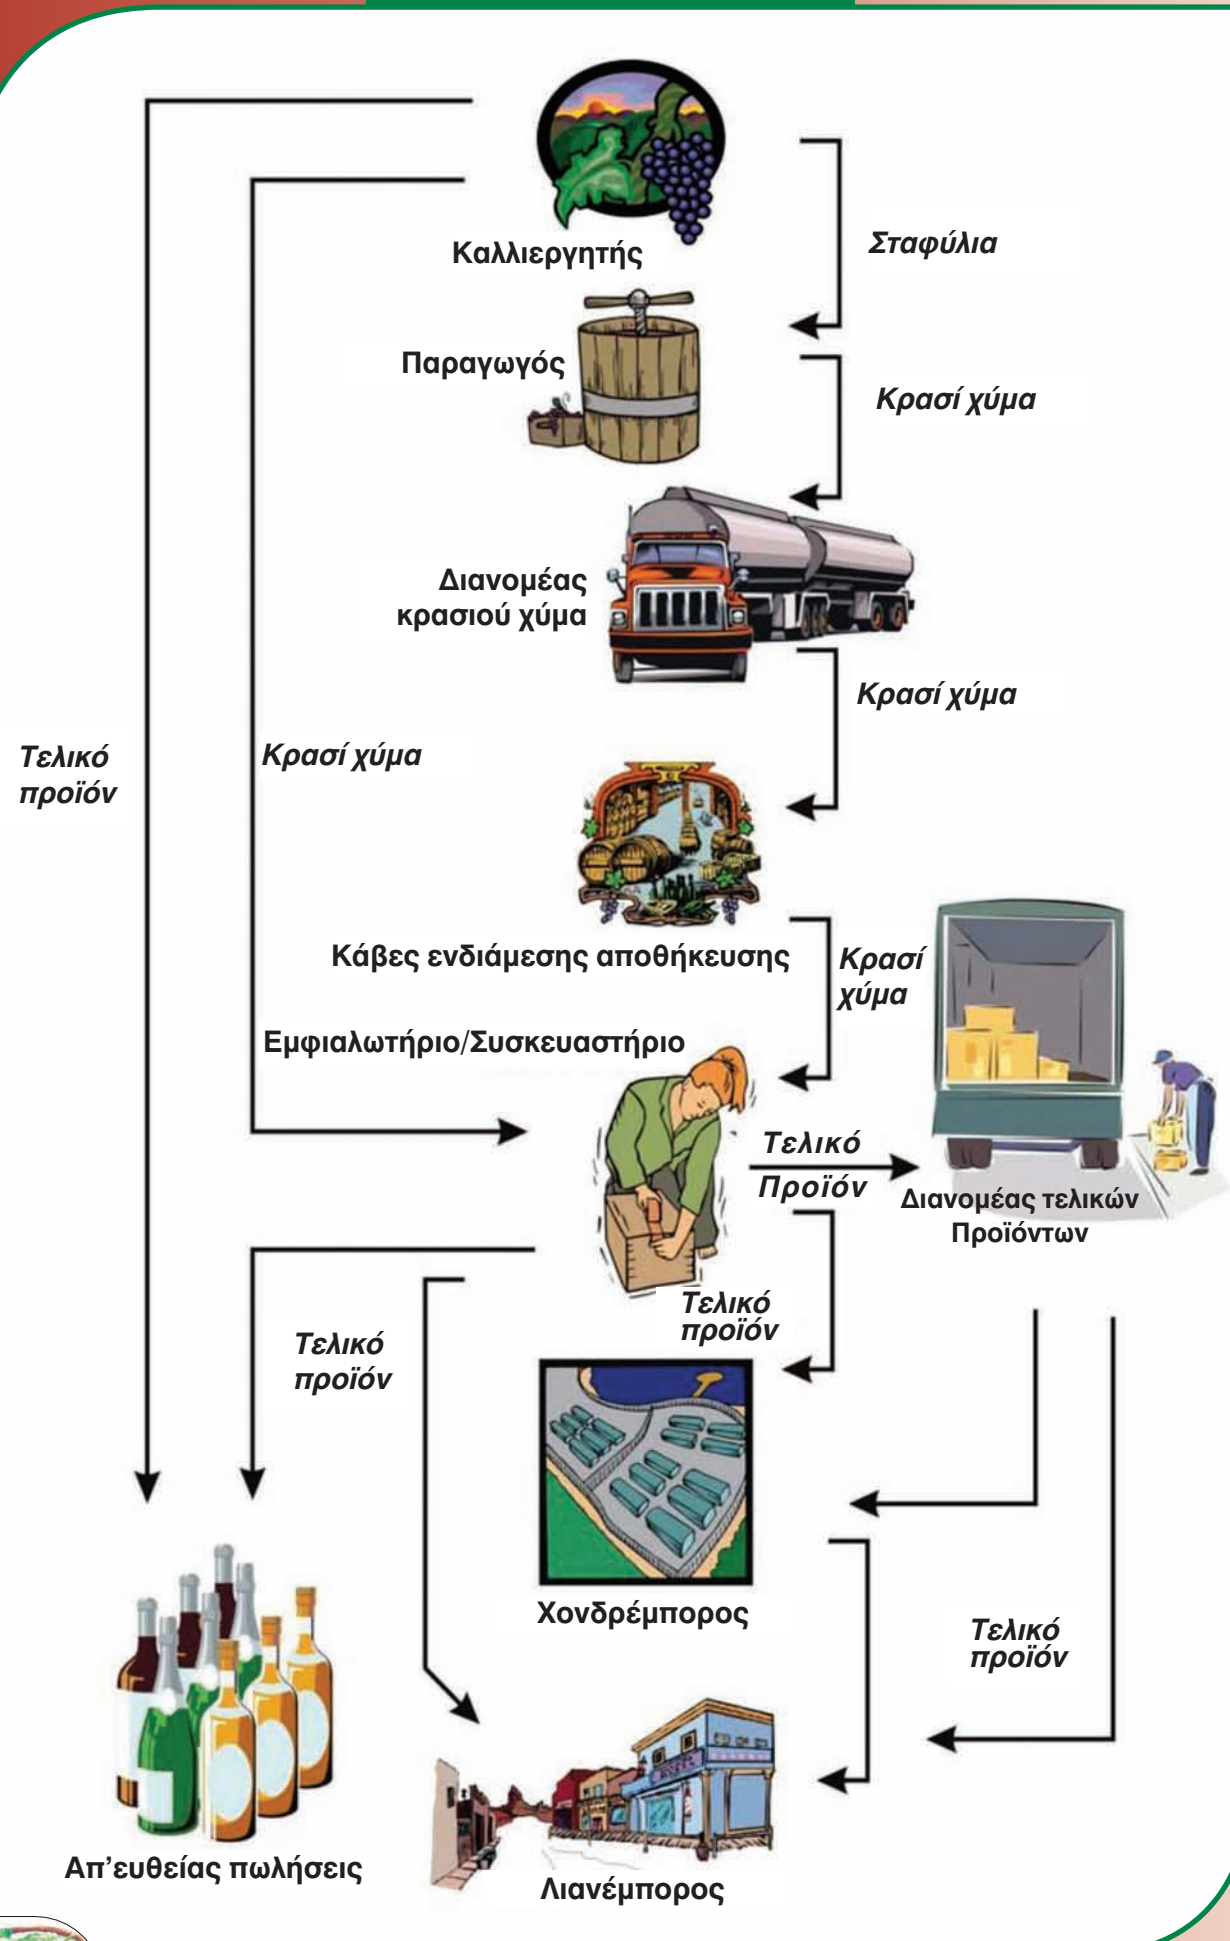 Καλλιεργητής
Σταφύλια
Παραγωγός
Κρασί χύμα
Διανομέας
κρασιού χύμα
Κρασί χύμα
Τελικό
προϊόν
Κρασί χύμα
Κάβες ενδιάμεσης αποθήκευσης
Κρασί
χύμα
Εμφιαλωτήριο/Συσκευαστήριο
Τελικό
Προϊόν
Διανομέας τελικών
Προϊόντων
Τελικό
προϊόν
Τελικό
προϊόν
Χονδρέμπορος
Τελικό
προϊόν
Απ'ευθείας πωλήσεις
Λιανέμπορος